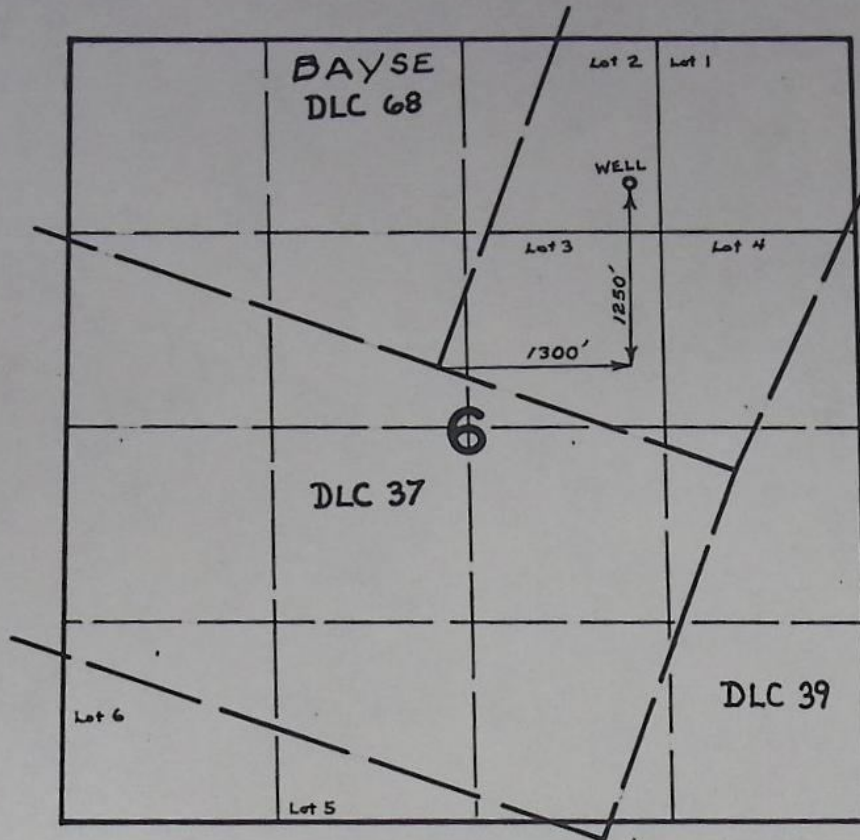 BAYSE
DLC 68
Lot 2
Lot 1
WELL
Lot 3
Lot 4
1250'
1300'
6
DLC 37
DLC 39
Lot 6
Lot 5